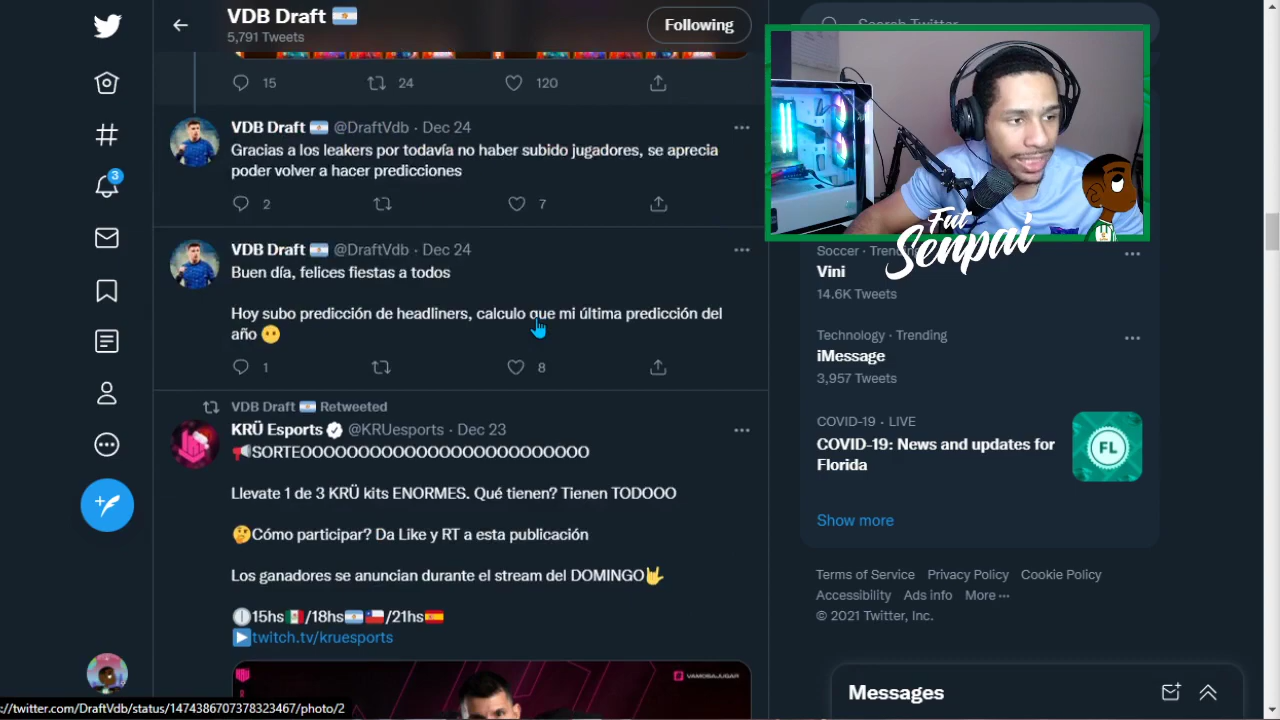 VDB Draft 🇦🇷
5,791 Tweets
Following
15 24 120
VDB Draft 🇦🇷 @DraftVdb · Dec 24
Gracias a los leakers por todavía no haber subido jugadores, se aprecia
poder volver a hacer predicciones
2 7
VDB Draft 🇦🇷 @DraftVdb · Dec 24
Buen día, felices fiestas a todos
Hoy subo predicción de headliners, calculo que mi última predicción del
año 😶
1 8
VDB Draft 🇦🇷 Retweeted
KRÜ Esports @KRUesports · Dec 23
📢SORTEOOOOOOOOOOOOOOOOOOOOOOOOO
Llevate 1 de 3 KRÜ kits ENORMES. Qué tienen? Tienen TODOOO
🤔Cómo participar? Da Like y RT a esta publicación
Los ganadores se anuncian durante el stream del DOMINGO🤟
🕕15hs🇲🇽/18hs🇦🇷🇨🇱/21hs🇪🇸
▶️twitch.tv/kruesports
VAMOSAJUGAR
3
://twitter.com/DraftVdb/status/1474386707378323467/photo/2
Search Twitter
Fut
Senpai
Soccer · Trending
Vini
14.6K Tweets
Technology · Trending
iMessage
3,957 Tweets
COVID-19 · LIVE
COVID-19: News and updates for
Florida
FL
Show more
Terms of Service Privacy Policy Cookie Policy
Accessibility Ads info More ···
© 2021 Twitter, Inc.
Messages